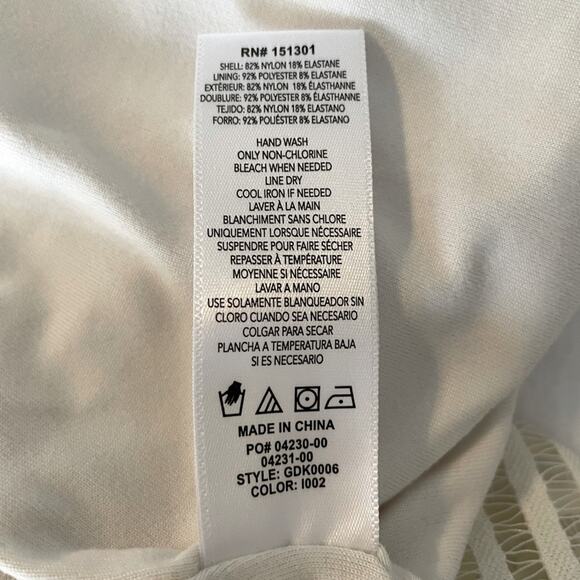 RN# 151301
SHELL: 82% NYLON 18% ELASTANE
LINING: 92% POLYESTER 8% ELASTANE
EXTÉRIEUR: 82% NYLON 18% ÉLASTHANNE
DOUBLURE: 92% POLYESTER 8% ÉLASTHANNE
TEJIDO: 82% NYLON 18% ELASTANO
FORRO: 92% POLIÉSTER 8% ELASTANO
HAND WASH
ONLY NON-CHLORINE
BLEACH WHEN NEEDED
LINE DRY
COOL IRON IF NEEDED
LAVER À LA MAIN
BLANCHIMENT SANS CHLORE
UNIQUEMENT LORSQUE NÉCESSAIRE
SUSPENDRE POUR FAIRE SÉCHER
REPASSER À TEMPÉRATURE
MOYENNE SI NÉCESSAIRE
LAVAR A MANO
USE SOLAMENTE BLANQUEADOR SIN
CLORO CUANDO SEA NECESARIO
COLGAR PARA SECAR
PLANCHA A TEMPERATURA BAJA
SI ES NECESARIO
MADE IN CHINA
PO# 04230-00
04231-00
STYLE: GDK0006
COLOR: I002